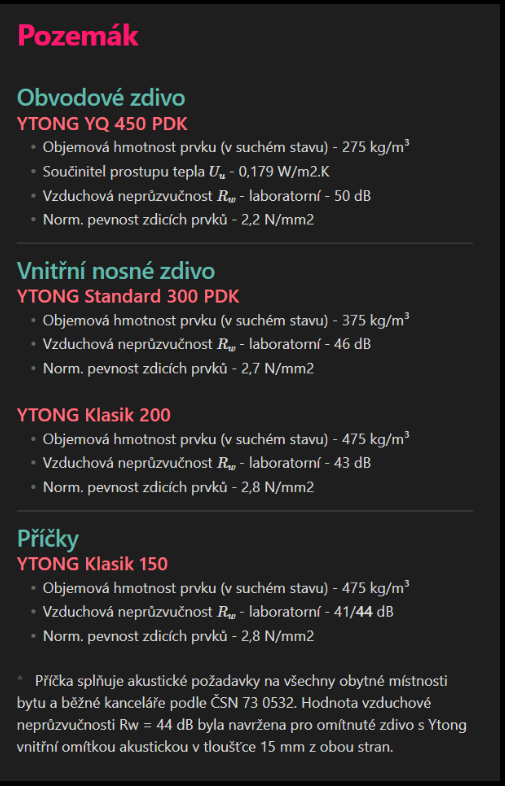 Pozemák
Obvodové zdivo
YTONG YQ 450 PDK
• Objemová hmotnost prvku (v suchém stavu) - 275 kg/m³
• Součinitel prostupu tepla Uᵤ - 0,179 W/m2.K
• Vzduchová neprůzvučnost R_w - laboratorní - 50 dB
• Norm. pevnost zdicích prvků - 2,2 N/mm2
Vnitřní nosné zdivo
YTONG Standard 300 PDK
• Objemová hmotnost prvku (v suchém stavu) - 375 kg/m³
• Vzduchová neprůzvučnost R_w - laboratorní - 46 dB
• Norm. pevnost zdicích prvků - 2,7 N/mm2
YTONG Klasik 200
• Objemová hmotnost prvku (v suchém stavu) - 475 kg/m³
• Vzduchová neprůzvučnost R_w - laboratorní - 43 dB
• Norm. pevnost zdicích prvků - 2,8 N/mm2
Příčky
YTONG Klasik 150
• Objemová hmotnost prvku (v suchém stavu) - 475 kg/m³
• Vzduchová neprůzvučnost R_w - laboratorní - 41/44 dB
• Norm. pevnost zdicích prvků - 2,8 N/mm2
* Příčka splňuje akustické požadavky na všechny obytné místnosti
bytu a běžné kanceláře podle ČSN 73 0532. Hodnota vzduchové
neprůzvučnosti Rw = 44 dB byla navržena pro omítnuté zdivo s Ytong
vnitřní omítkou akustickou v tloušťce 15 mm z obou stran.